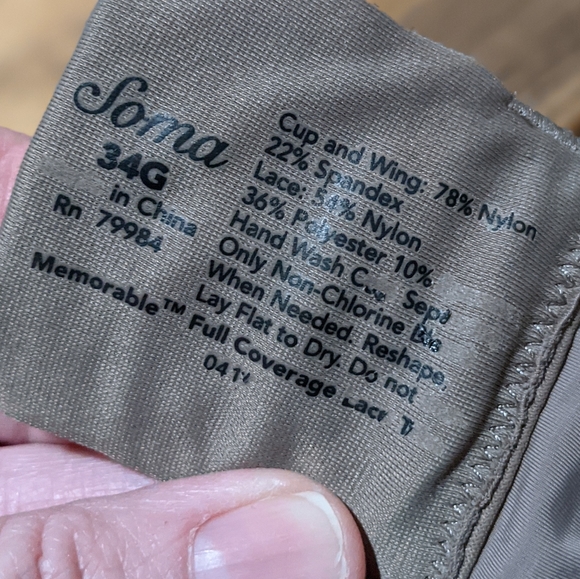 Soma
34G
in China
Rn 79984
Cup and Wing: 78% Nylon
22% Spandex
Lace: 54% Nylon
36% Polyester 10%
Hand Wash
Only Non-Chlorine
When Needed. Reshape,
Lay Flat to Dry. Do not
Memorable™ Full Coverage